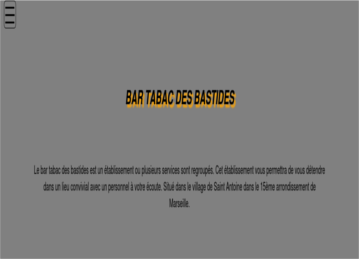 BAR TABAC DES BASTIDES
Le bar tabac des bastides est un établissement ou plusieurs services sont regroupés. Cet établissement vous permettra de vous détendre
dans un lieu convivial avec un personnel à votre écoute. Situé dans le village de Saint Antoine dans le 15ème arrondissement de
Marseille.